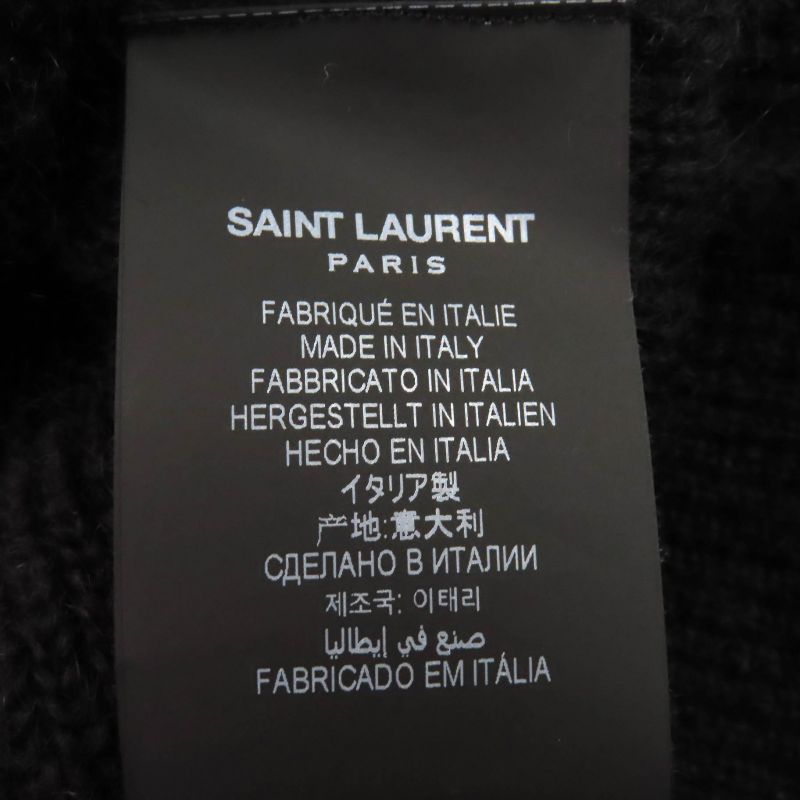 SAINT LAURENT
PARIS
FABRIQUÉ EN ITALIE
MADE IN ITALY
FABBRICATO IN ITALIA
HERGESTELLT IN ITALIEN
HECHO EN ITALIA
イタリア製
产地:意大利
СДЕЛАНО В ИТАЛИИ
제조국: 이태리
صنع في إيطاليا
FABRICADO EM ITÁLIA